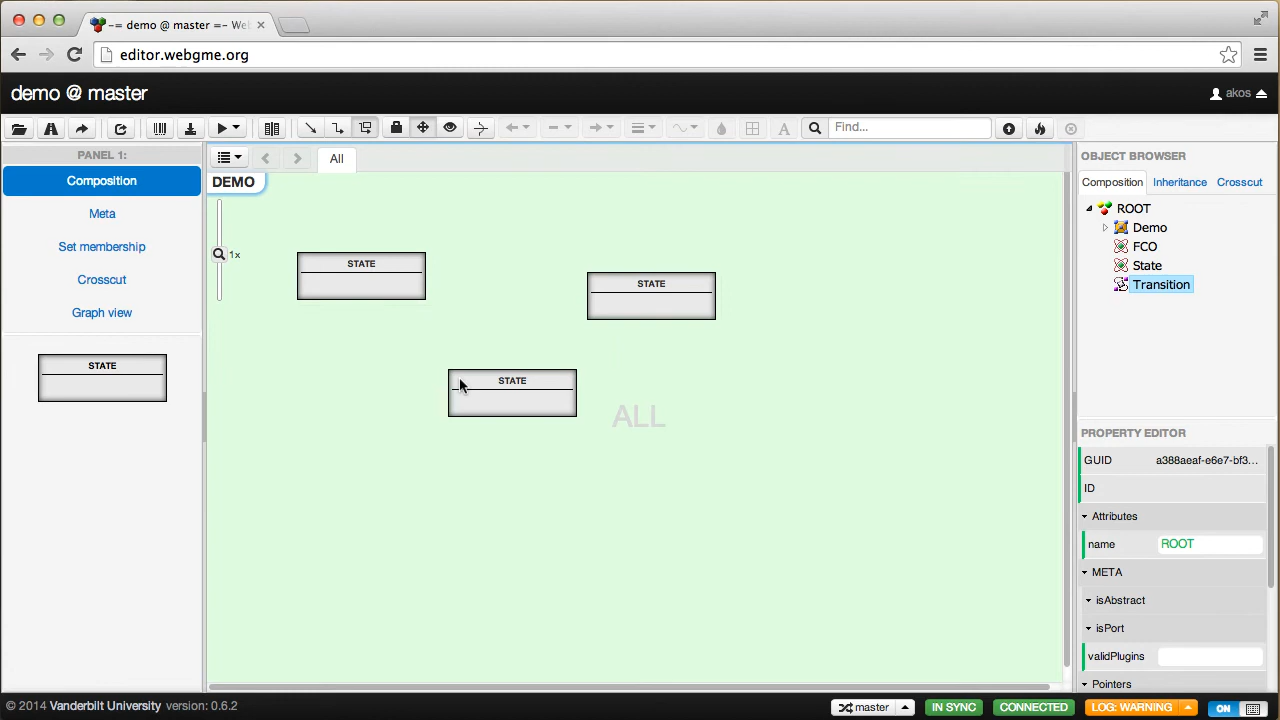 -= demo @ master =- We
editor.webgme.org
demo @ master
akos
Find...
PANEL 1:
Composition
Meta
Set membership
Crosscut
Graph view
STATE
All
DEMO
1x
STATE
STATE
STATE
ALL
OBJECT BROWSER
Composition Inheritance Crosscut
ROOT
Demo
FCO
State
Transition
PROPERTY EDITOR
GUID a388aeaf-e6e7-bf3...
ID
Attributes
name ROOT
META
isAbstract
isPort
validPlugins
Pointers
© 2014 Vanderbilt University version: 0.6.2
master IN SYNC CONNECTED LOG: WARNING ON